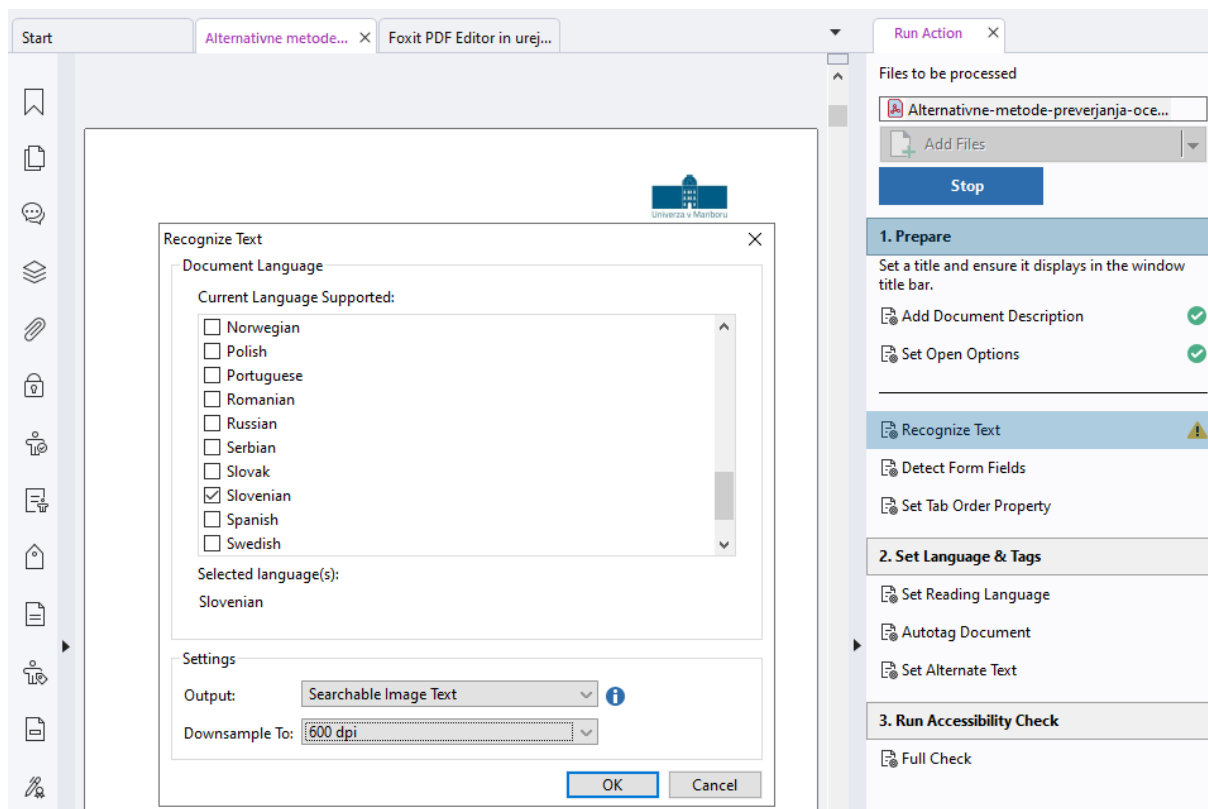 Start
Alternativne metode...
Foxit PDF Editor in urej...
Univerza v Mariboru
Recognize Text
Document Language
Current Language Supported:
Norwegian
Polish
Portuguese
Romanian
Russian
Serbian
Slovak
Slovenian
Spanish
Swedish
Selected language(s):
Slovenian
Settings
Output: Searchable Image Text
Downsample To: 600 dpi
OK Cancel
Run Action
Files to be processed
Alternativne-metode-preverjanja-oce...
Add Files
Stop
1. Prepare
Set a title and ensure it displays in the window
title bar.
Add Document Description
Set Open Options
Recognize Text
Detect Form Fields
Set Tab Order Property
2. Set Language & Tags
Set Reading Language
Autotag Document
Set Alternate Text
3. Run Accessibility Check
Full Check